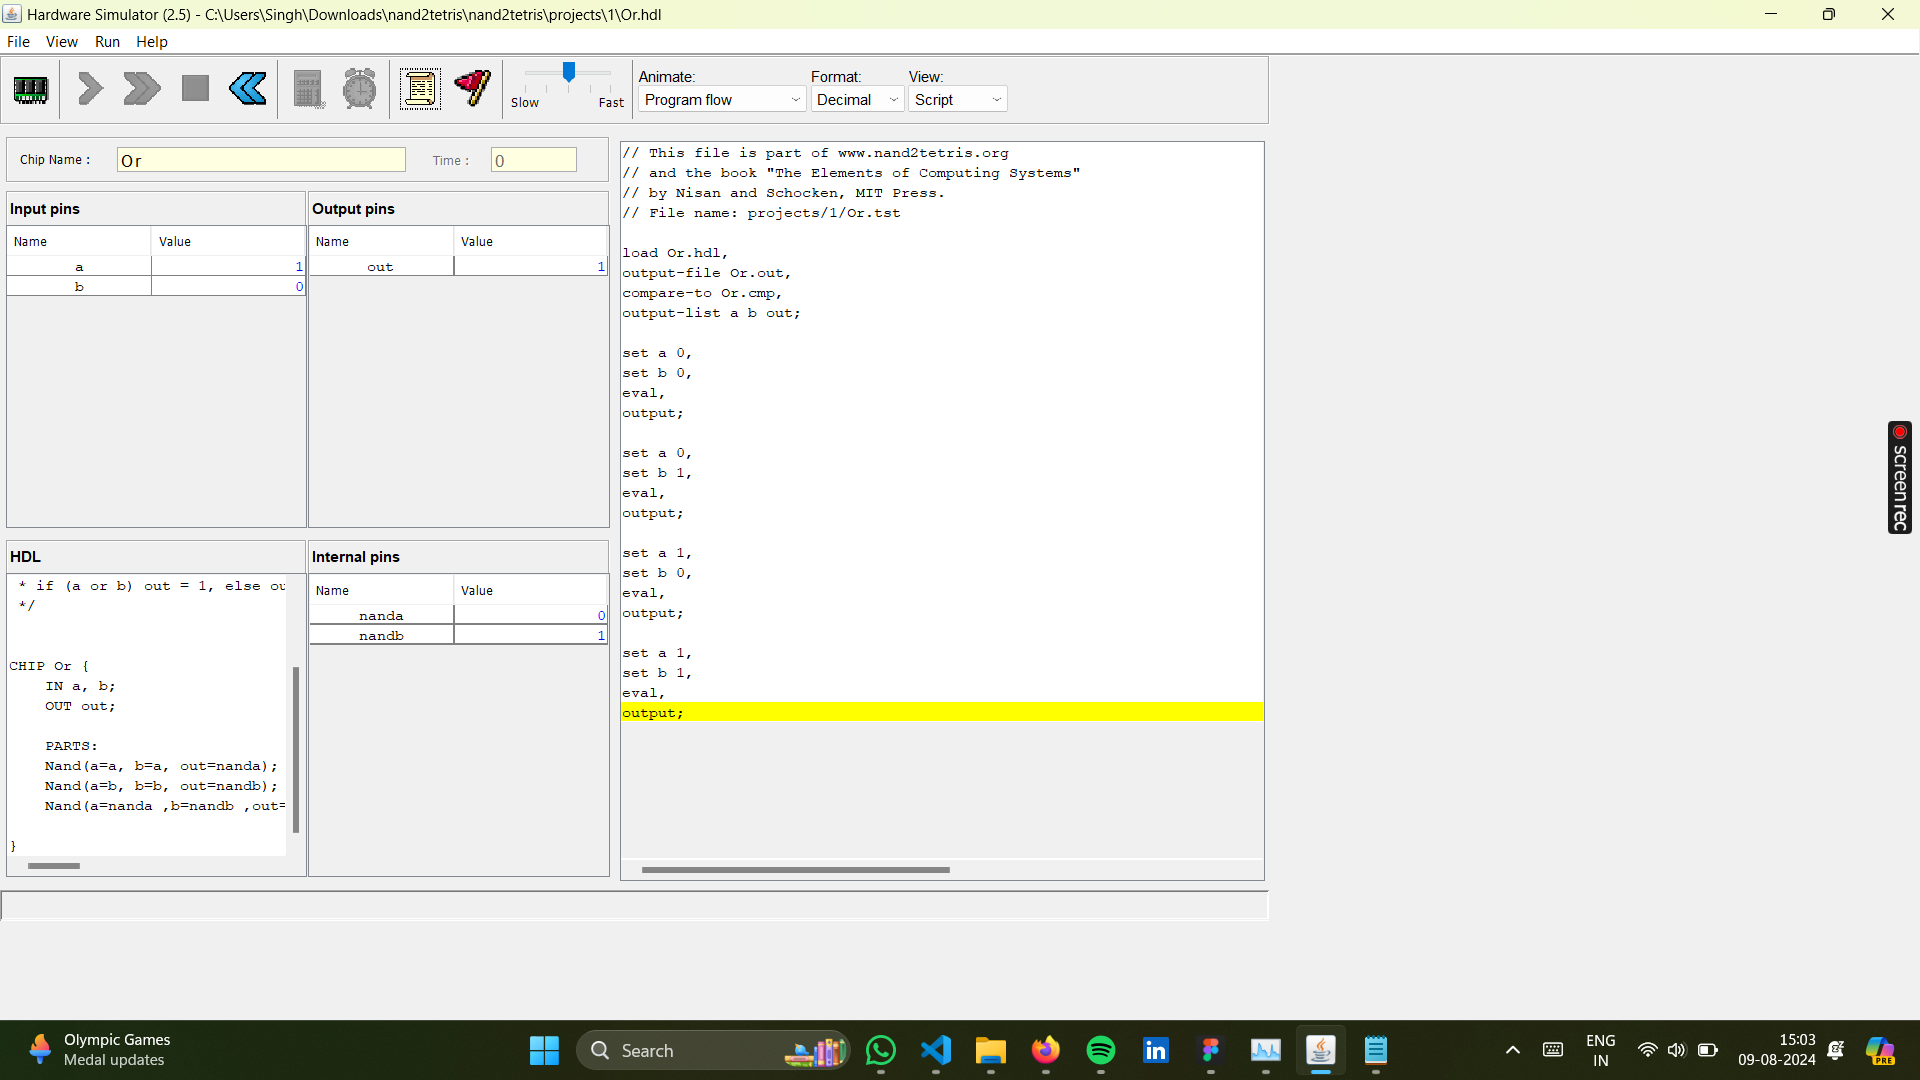 Hardware Simulator (2.5) - C:\Users\Singh\Downloads\nand2tetris\nand2tetris\projects\1\Or.hdl
File View Run Help
Slow Fast
Animate: Format: View:
Program flow Decimal Script
Chip Name : Or Time : 0
Input pins
Name Value
a 1
b 0
Output pins
Name Value
out 1
HDL
* if (a or b) out = 1, else ou
*/
CHIP Or {
IN a, b;
OUT out;
PARTS:
Nand(a=a, b=a, out=nanda);
Nand(a=b, b=b, out=nandb);
Nand(a=nanda ,b=nandb ,out=
}
Internal pins
Name Value
nanda 0
nandb 1
// This file is part of www.nand2tetris.org
// and the book "The Elements of Computing Systems"
// by Nisan and Schocken, MIT Press.
// File name: projects/1/Or.tst
load Or.hdl,
output-file Or.out,
compare-to Or.cmp,
output-list a b out;
set a 0,
set b 0,
eval,
output;
set a 0,
set b 1,
eval,
output;
set a 1,
set b 0,
eval,
output;
set a 1,
set b 1,
eval,
output;
screenrec
Olympic Games
Medal updates
Search
ENG
IN
15:03
09-08-2024
PRE